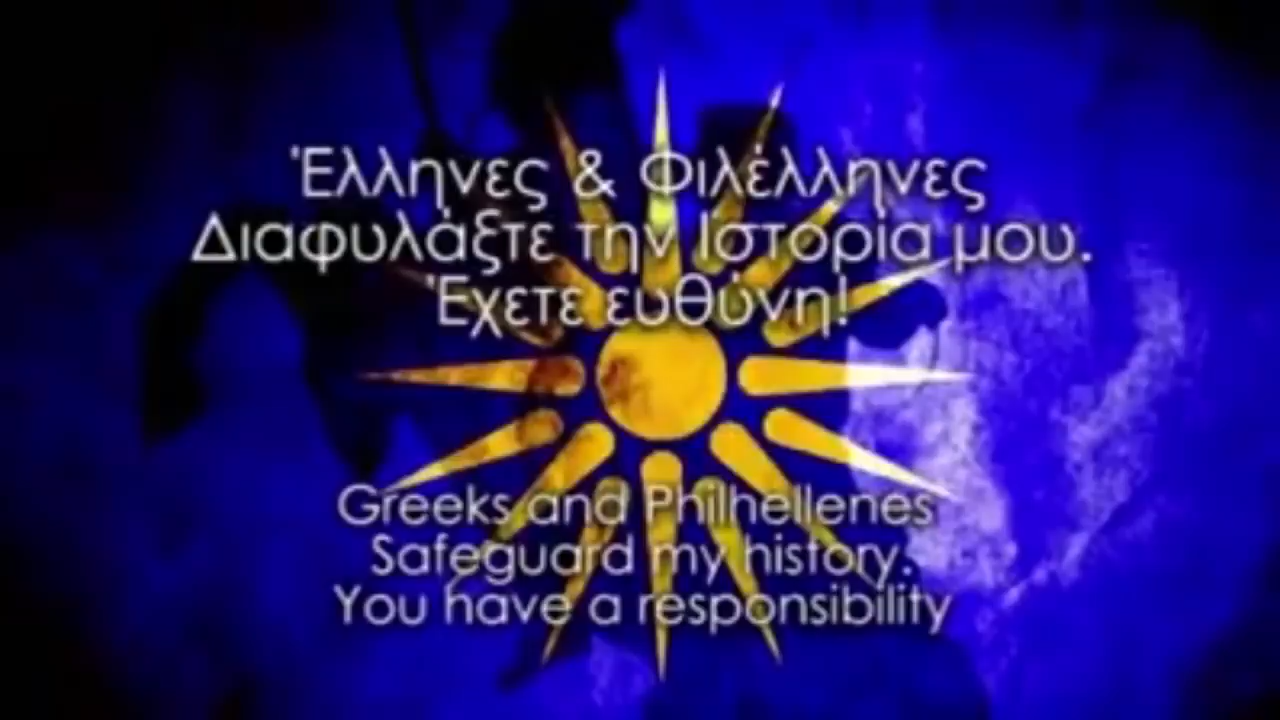 Έλληνες & Φιλέλληνες
Διαφυλάξτε την Ιστορία μου.
Έχετε ευθύνη!
Greeks and Philhellenes
Safeguard my history.
You have a responsibility